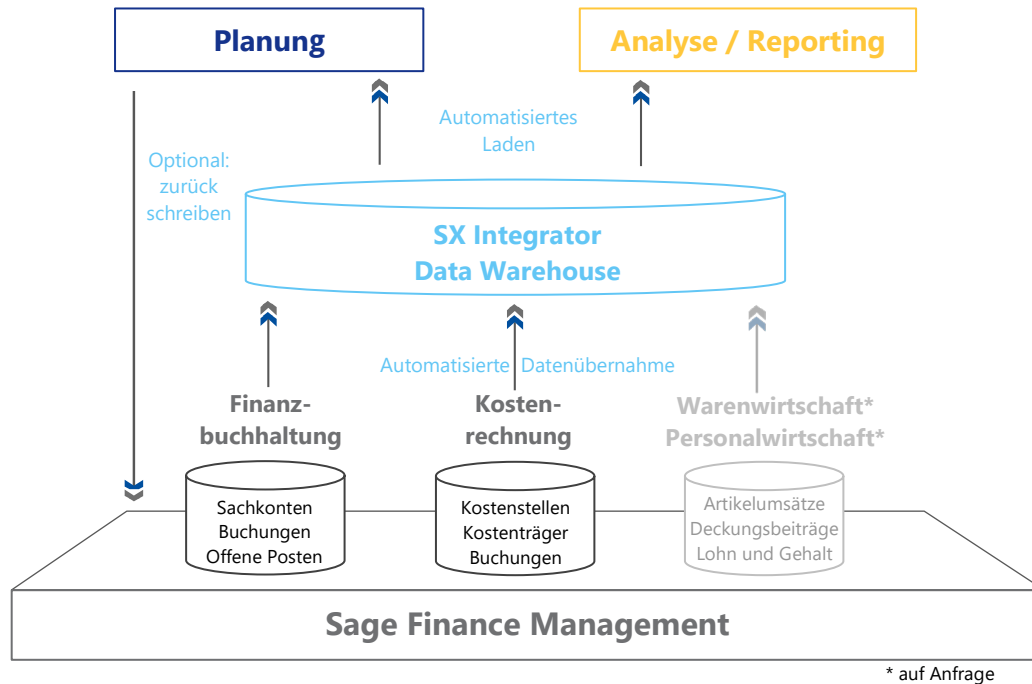 Planung
Analyse / Reporting
Automatisiertes
Laden
Optional:
zurück
schreiben
SX Integrator
Data Warehouse
Automatisierte Datenübernahme
Finanz-
buchhaltung
Kosten-
rechnung
Warenwirtschaft*
Personalwirtschaft*
Sachkonten
Buchungen
Offene Posten
Kostenstellen
Kostenträger
Buchungen
Artikelumsätze
Deckungsbeiträge
Lohn und Gehalt
Sage Finance Management
* auf Anfrage